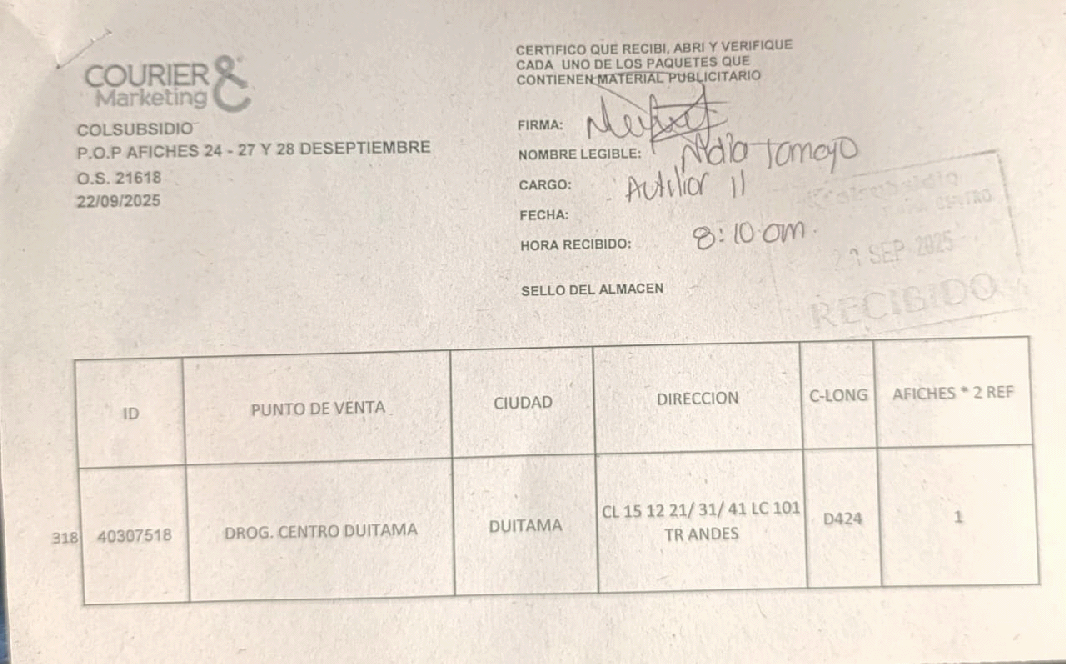 COURIER &
Marketing
COLSUBSIDIO
P.O.P AFICHES 24 - 27 Y 28 DESEPTIEMBRE
O.S. 21618
22/09/2025
CERTIFICO QUE RECIBI, ABRI Y VERIFIQUE
CADA UNO DE LOS PAQUETES QUE
CONTIENEN MATERIAL PUBLICITARIO
FIRMA:
NOMBRE LEGIBLE: Nidia Tamayo
CARGO: Autilior 11
FECHA:
HORA RECIBIDO: 8:10 am.
SELLO DEL ALMACEN
CENTRO
SEP 2025
RECIBIDO
ID PUNTO DE VENTA CIUDAD DIRECCION C-LONG AFICHES * 2 REF
318 40307518 DROG. CENTRO DUITAMA DUITAMA CL 15 12 21/ 31/ 41 LC 101 D424 1
TR ANDES